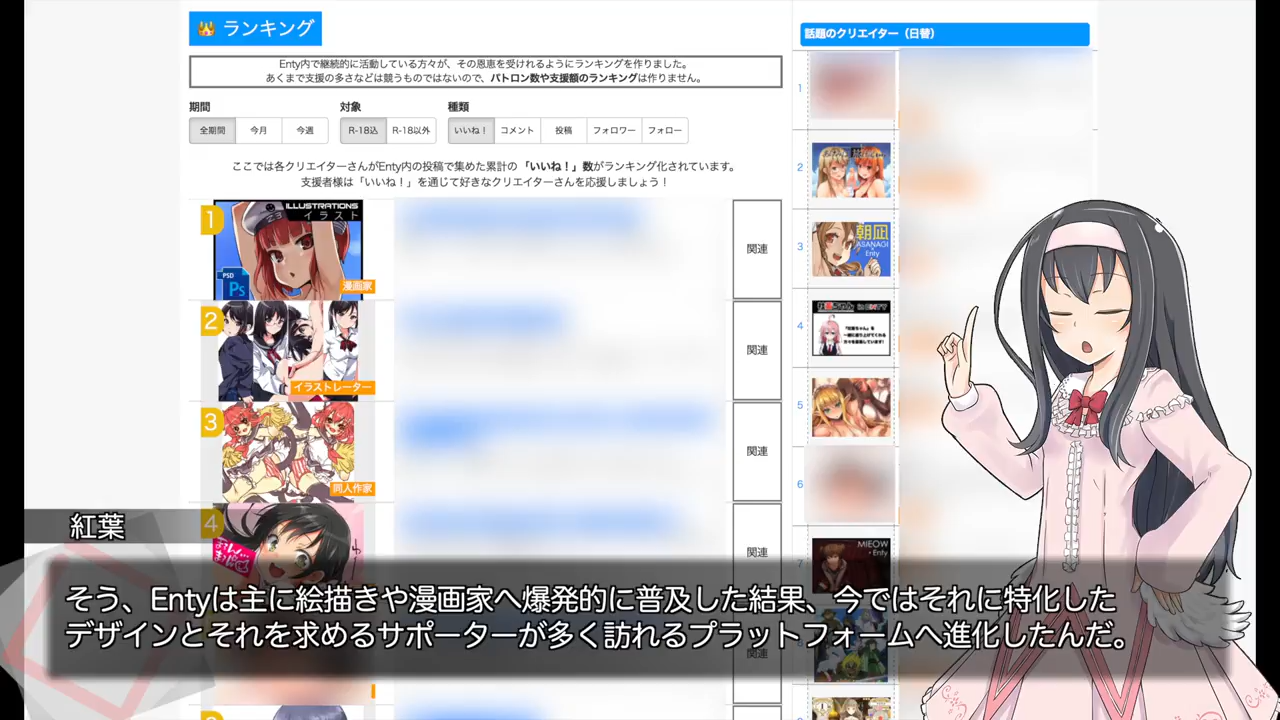 ランキング
Enty内で継続的に活動している方々が、その恩恵を受けれるようにランキングを作りました。
あくまで支援の多さなどは競うものではないので、パトロン数や支援額のランキングは作りません。
期間 対象 種類
全期間 今月 今週 R-18込 R-18以外 いいね！ コメント 投稿 フォロワー フォロー
ここでは各クリエイターさんがEnty内の投稿で集めた累計の「いいね！」数がランキング化されています。
支援者様は「いいね！」を通じて好きなクリエイターさんを応援しましょう！
1
ILLUSTRATIONS
イラスト
PSD
Ps
漫画家
関連
2
イラストレーター
関連
3
同人作家
関連
4
関連
関連
話題のクリエイター（日替）
1
2
3
朝凪
ASANAGI
Enty
4
5
6
7
MIEOW
・Enty
紅葉
そう、Entyは主に絵描きや漫画家へ爆発的に普及した結果、今ではそれに特化した
デザインとそれを求めるサポーターが多く訪れるプラットフォームへ進化したんだ。